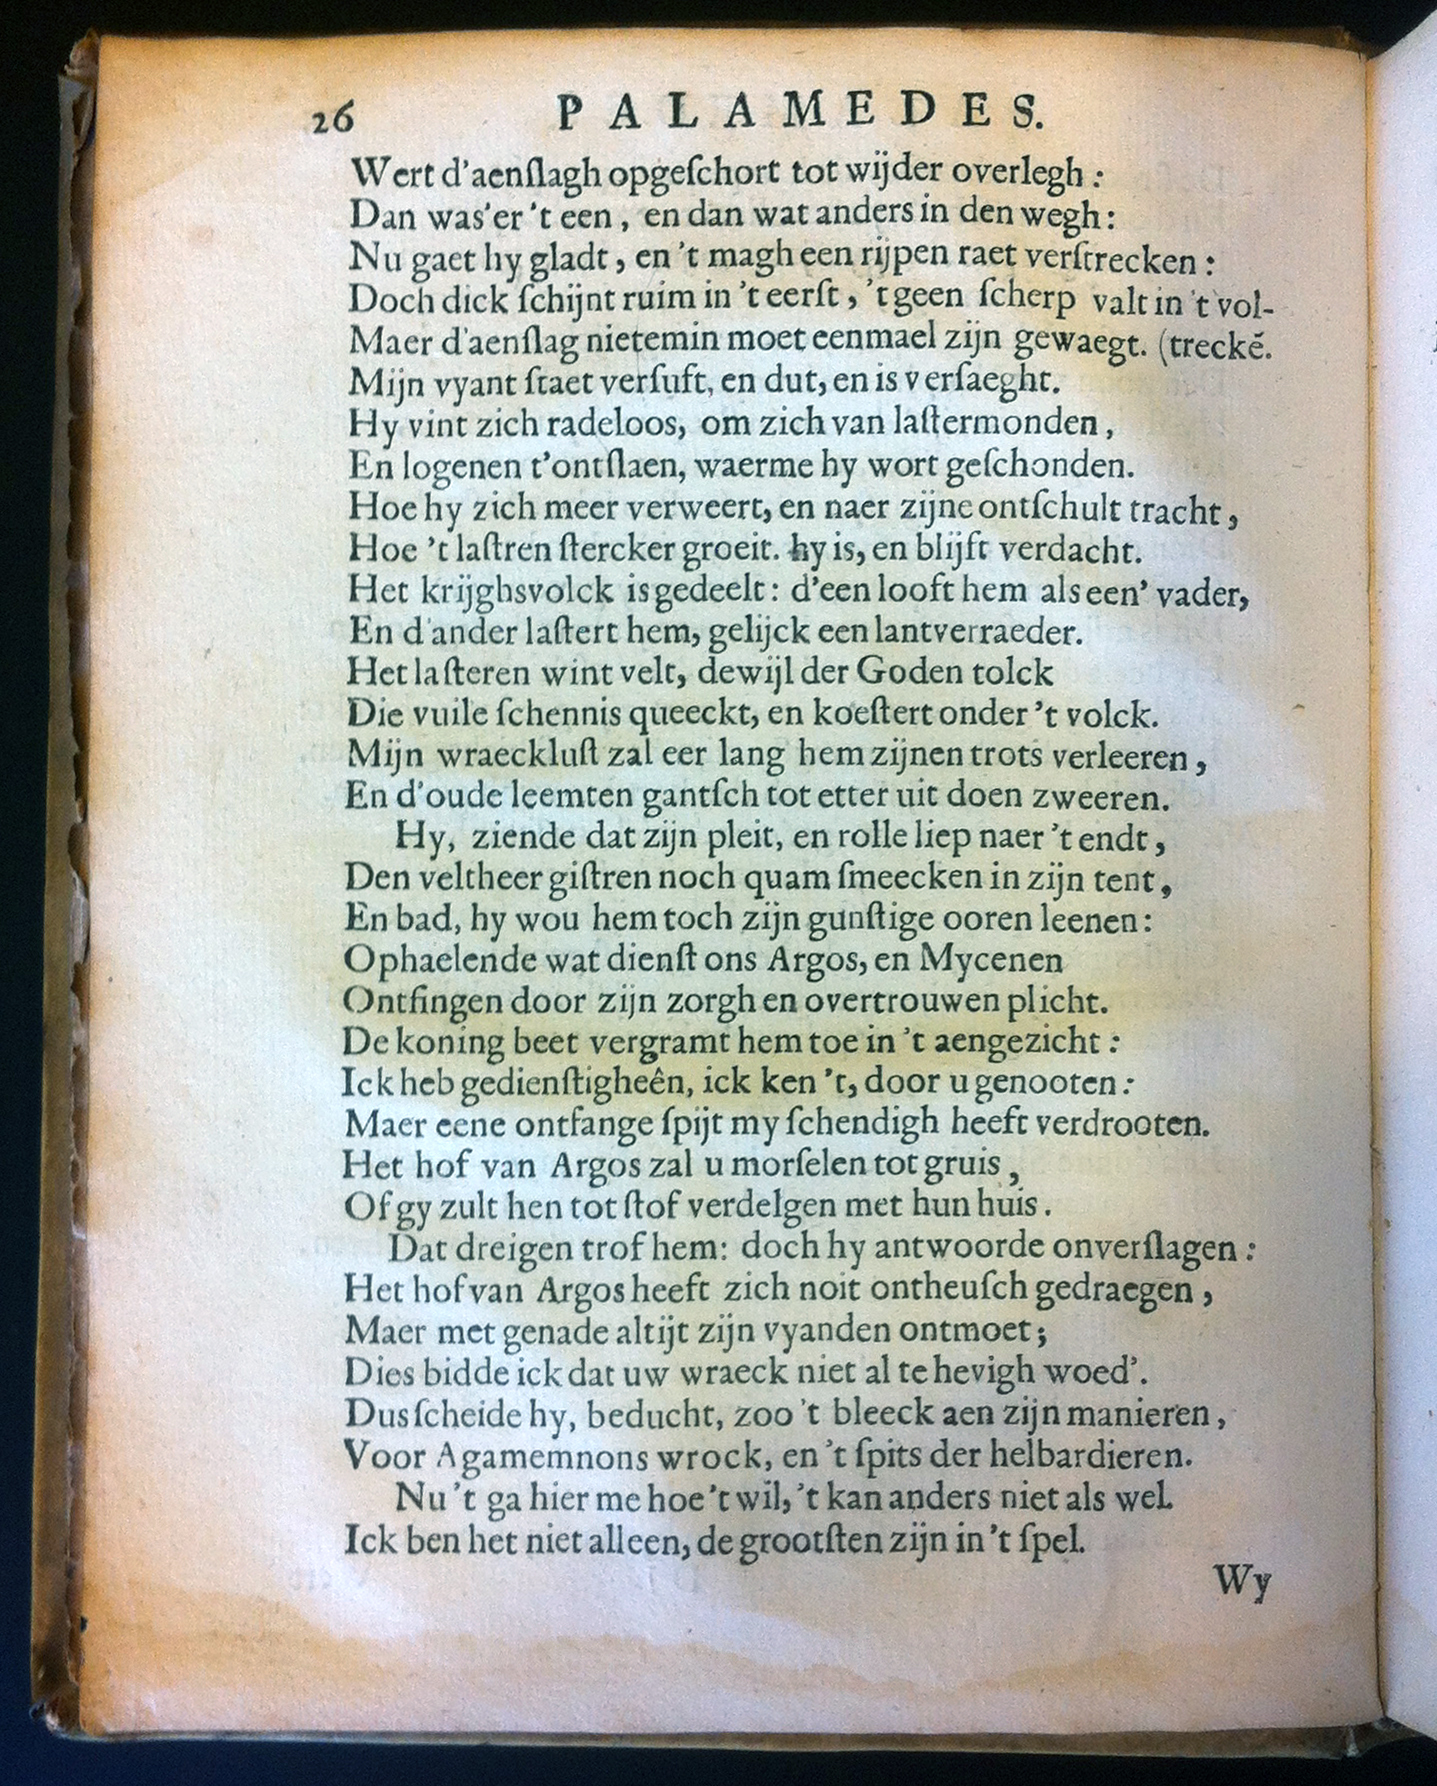 26 PALAMEDES.
Wert d'aenſlagh opgeſchort tot wijder overlegh :
Dan was'er 't een , en dan wat anders in den wegh :
Nu gaet hy gladt , en 't magh een rijpen raet verſtrecken :
Doch dick ſchijnt ruim in 't eerſt , 't geen ſcherp valt in 't vol-
Maer d'aenſlag nietemin moet eenmael zijn gewaegt. (treckē.
Mijn vyant ſtaet verſuft, en dut, en is verſaeght.
Hy vint zich radeloos, om zich van laſtermonden ,
En logenen t'ontſlaen, waerme hy wort geſchonden.
Hoe hy zich meer verweert, en naer zijne ontſchult tracht ,
Hoe 't laſtren ſtercker groeit. hy is, en blijft verdacht.
Het krijghsvolck is gedeelt : d'een looft hem als een' vader,
En d'ander laſtert hem, gelijck een lantverraeder.
Het laſteren wint velt, dewijl der Goden tolck
Die vuile ſchennis queeckt, en koeſtert onder 't volck.
Mijn wraeckluſt zal eer lang hem zijnen trots verleeren ,
En d'oude leemten gantſch tot etter uit doen zweeren.
Hy, ziende dat zijn pleit, en rolle liep naer 't endt ,
Den veltheer giſtren noch quam ſmeecken in zijn tent ,
En bad, hy wou hem toch zijn gunſtige ooren leenen :
Ophaelende wat dienſt ons Argos, en Mycenen
Ontfingen door zijn zorgh en overtrouwen plicht.
De koning beet vergramt hem toe in 't aengezicht :
Ick heb gedienſtigheên, ick ken 't, door u genooten :
Maer eene ontfange ſpijt my ſchendigh heeft verdrooten.
Het hof van Argos zal u morſelen tot gruis ,
Of gy zult hen tot ſtof verdelgen met hun huis .
Dat dreigen trof hem : doch hy antwoorde onverſlagen :
Het hof van Argos heeft zich noit ontheuſch gedraegen ,
Maer met genade altijt zijn vyanden ontmoet ;
Dies bidde ick dat uw wraeck niet al te hevigh woed'.
Dus ſcheide hy, beducht, zoo 't bleeck aen zijn manieren ,
Voor Agamemnons wrock, en 't ſpits der helbardieren.
Nu 't ga hier me hoe 't wil, 't kan anders niet als wel.
Ick ben het niet alleen, de grootſten zijn in 't ſpel.
Wy